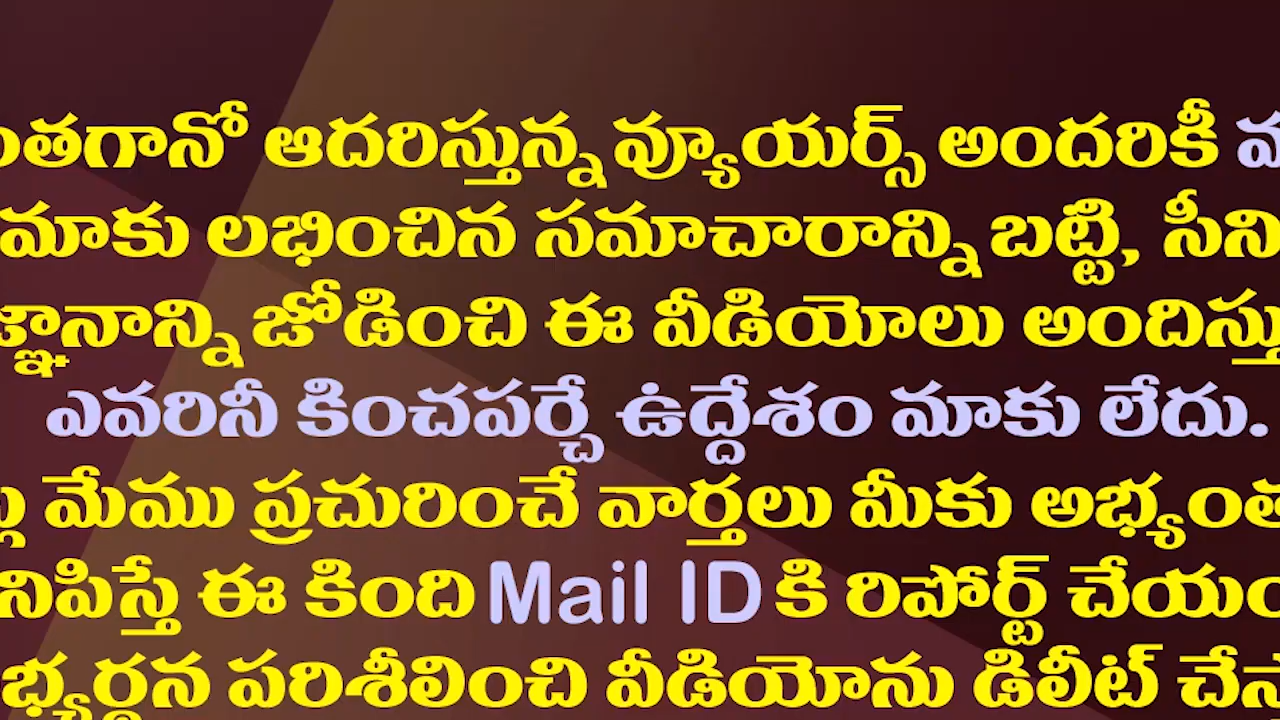 ంతగానో ఆదరిస్తున్న వ్యూయర్స్ అందరికీ
మాకు లభించిన సమాచారాన్ని బట్టి, సీని
జ్ఞానాన్ని జోడించి ఈ వీడియోలు అందిస్తు
ఎవరినీ కించపర్చే ఉద్దేశం మాకు లేదు.
మేము ప్రచురించే వార్తలు మీకు అభ్యంత
నిపిస్తే ఈ కింది Mail ID కి రిపోర్ట్ చేయం
భ్యర్ధన పరిశీలించి వీడియోను డిలీట్ చేస